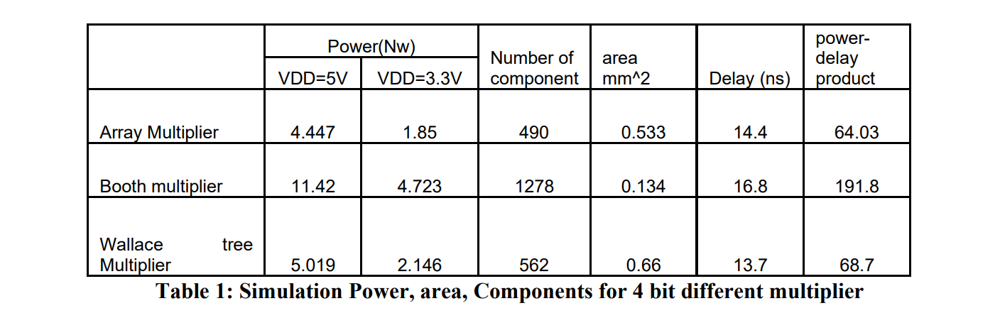 Power(Nw) Number of component area mm^2 Delay (ns) power-delay product
VDD=5V VDD=3.3V
Array Multiplier 4.447 1.85 490 0.533 14.4 64.03
Booth multiplier 11.42 4.723 1278 0.134 16.8 191.8
Wallace tree
Multiplier 5.019 2.146 562 0.66 13.7 68.7
Table 1: Simulation Power, area, Components for 4 bit different multiplier